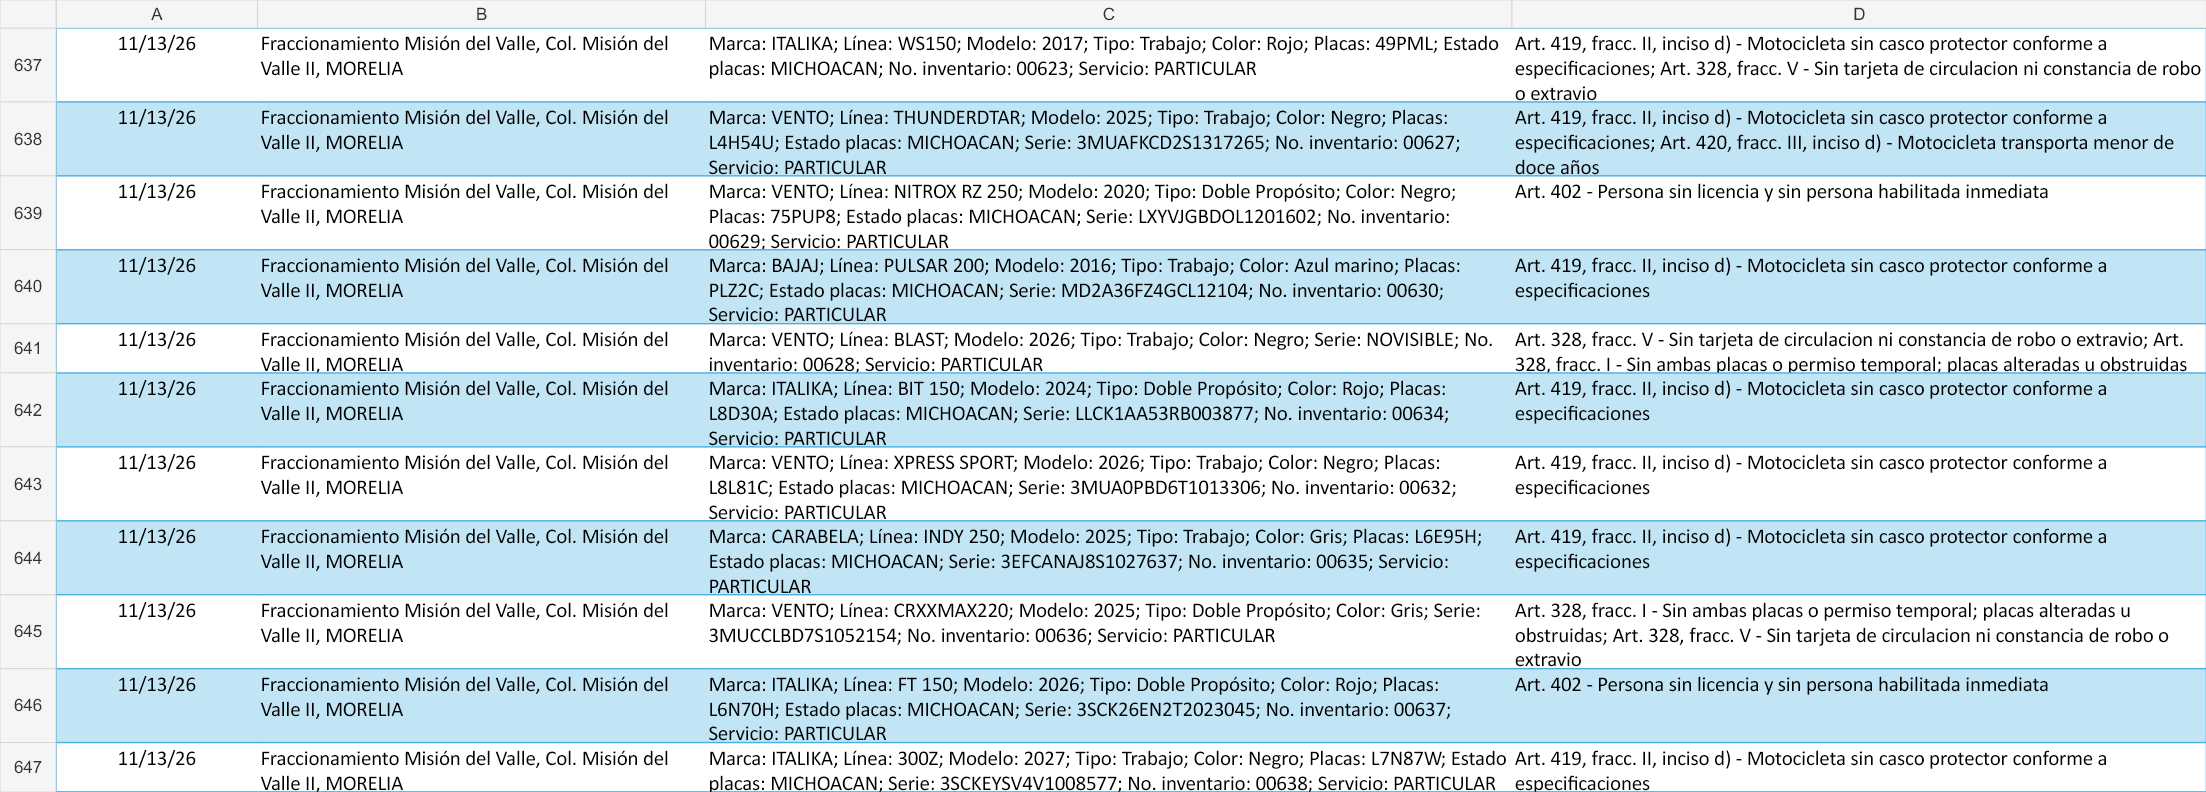 A B C D
637 11/13/26 Fraccionamiento Misión del Valle, Col. Misión del Marca: ITALIKA; Línea: WS150; Modelo: 2017; Tipo: Trabajo; Color: Rojo; Placas: 49PML; Estado Art. 419, fracc. II, inciso d) - Motocicleta sin casco protector conforme a
Valle II, MORELIA placas: MICHOACAN; No. inventario: 00623; Servicio: PARTICULAR especificaciones; Art. 328, fracc. V - Sin tarjeta de circulacion ni constancia de robo
o extravio
638 11/13/26 Fraccionamiento Misión del Valle, Col. Misión del Marca: VENTO; Línea: THUNDERDTAR; Modelo: 2025; Tipo: Trabajo; Color: Negro; Placas: Art. 419, fracc. II, inciso d) - Motocicleta sin casco protector conforme a
Valle II, MORELIA L4H54U; Estado placas: MICHOACAN; Serie: 3MUAFKCD2S1317265; No. inventario: 00627; especificaciones; Art. 420, fracc. III, inciso d) - Motocicleta transporta menor de
Servicio: PARTICULAR doce años
639 11/13/26 Fraccionamiento Misión del Valle, Col. Misión del Marca: VENTO; Línea: NITROX RZ 250; Modelo: 2020; Tipo: Doble Propósito; Color: Negro; Art. 402 - Persona sin licencia y sin persona habilitada inmediata
Valle II, MORELIA Placas: 75PUP8; Estado placas: MICHOACAN; Serie: LXYVJGBDOL1201602; No. inventario:
00629; Servicio: PARTICULAR
640 11/13/26 Fraccionamiento Misión del Valle, Col. Misión del Marca: BAJAJ; Línea: PULSAR 200; Modelo: 2016; Tipo: Trabajo; Color: Azul marino; Placas: Art. 419, fracc. II, inciso d) - Motocicleta sin casco protector conforme a
Valle II, MORELIA PLZ2C; Estado placas: MICHOACAN; Serie: MD2A36FZ4GCL12104; No. inventario: 00630; especificaciones
Servicio: PARTICULAR
641 11/13/26 Fraccionamiento Misión del Valle, Col. Misión del Marca: VENTO; Línea: BLAST; Modelo: 2026; Tipo: Trabajo; Color: Negro; Serie: NOVISIBLE; No. Art. 328, fracc. V - Sin tarjeta de circulacion ni constancia de robo o extravio; Art.
Valle II, MORELIA inventario: 00628; Servicio: PARTICULAR 328, fracc. I - Sin ambas placas o permiso temporal; placas alteradas u obstruidas
642 11/13/26 Fraccionamiento Misión del Valle, Col. Misión del Marca: ITALIKA; Línea: BIT 150; Modelo: 2024; Tipo: Doble Propósito; Color: Rojo; Placas: Art. 419, fracc. II, inciso d) - Motocicleta sin casco protector conforme a
Valle II, MORELIA L8D30A; Estado placas: MICHOACAN; Serie: LLCK1AA53RB003877; No. inventario: 00634; especificaciones
Servicio: PARTICULAR
643 11/13/26 Fraccionamiento Misión del Valle, Col. Misión del Marca: VENTO; Línea: XPRESS SPORT; Modelo: 2026; Tipo: Trabajo; Color: Negro; Placas: Art. 419, fracc. II, inciso d) - Motocicleta sin casco protector conforme a
Valle II, MORELIA L8L81C; Estado placas: MICHOACAN; Serie: 3MUA0PBD6T1013306; No. inventario: 00632; especificaciones
Servicio: PARTICULAR
644 11/13/26 Fraccionamiento Misión del Valle, Col. Misión del Marca: CARABELA; Línea: INDY 250; Modelo: 2025; Tipo: Trabajo; Color: Gris; Placas: L6E95H; Art. 419, fracc. II, inciso d) - Motocicleta sin casco protector conforme a
Valle II, MORELIA Estado placas: MICHOACAN; Serie: 3EFCANAJ8S1027637; No. inventario: 00635; Servicio: especificaciones
PARTICULAR
645 11/13/26 Fraccionamiento Misión del Valle, Col. Misión del Marca: VENTO; Línea: CRXXMAX220; Modelo: 2025; Tipo: Doble Propósito; Color: Gris; Serie: Art. 328, fracc. I - Sin ambas placas o permiso temporal; placas alteradas u
Valle II, MORELIA 3MUCCLBD7S1052154; No. inventario: 00636; Servicio: PARTICULAR obstruidas; Art. 328, fracc. V - Sin tarjeta de circulacion ni constancia de robo o
extravio
646 11/13/26 Fraccionamiento Misión del Valle, Col. Misión del Marca: ITALIKA; Línea: FT 150; Modelo: 2026; Tipo: Doble Propósito; Color: Rojo; Placas: Art. 402 - Persona sin licencia y sin persona habilitada inmediata
Valle II, MORELIA L6N70H; Estado placas: MICHOACAN; Serie: 3SCK26EN2T2023045; No. inventario: 00637;
Servicio: PARTICULAR
647 11/13/26 Fraccionamiento Misión del Valle, Col. Misión del Marca: ITALIKA; Línea: 300Z; Modelo: 2027; Tipo: Trabajo; Color: Negro; Placas: L7N87W; Estado Art. 419, fracc. II, inciso d) - Motocicleta sin casco protector conforme a
Valle II, MORELIA placas: MICHOACAN; Serie: 3SCKEYSV4V1008577; No. inventario: 00638; Servicio: PARTICULAR especificaciones